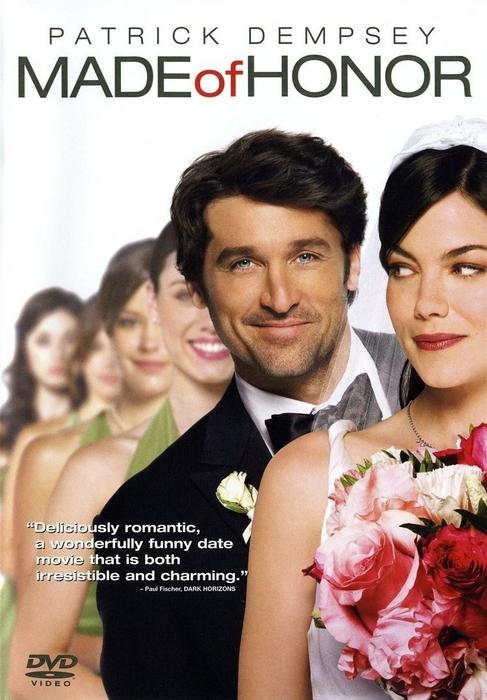 PATRICK DEMPSEY
MADE of HONOR
“Deliciously romantic,
a wonderfully funny date
movie that is both
irresistible and charming.”
– Paul Fischer, DARK HORIZONS
DVD
VIDEO